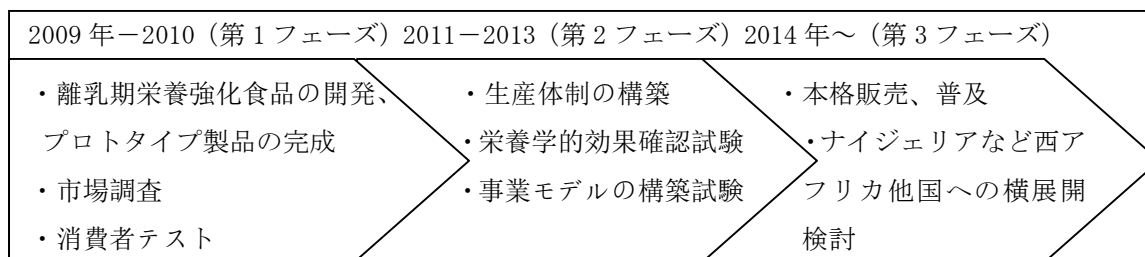 2009 年－2010（第 1 フェーズ）2011－2013（第 2 フェーズ）2014 年～（第 3 フェーズ）
・離乳期栄養強化食品の開発、
プロトタイプ製品の完成
・市場調査
・消費者テスト
・生産体制の構築
・栄養学的効果確認試験
・事業モデルの構築試験
・本格販売、普及
・ナイジェリアなど西ア
フリカ他国への横展開
検討